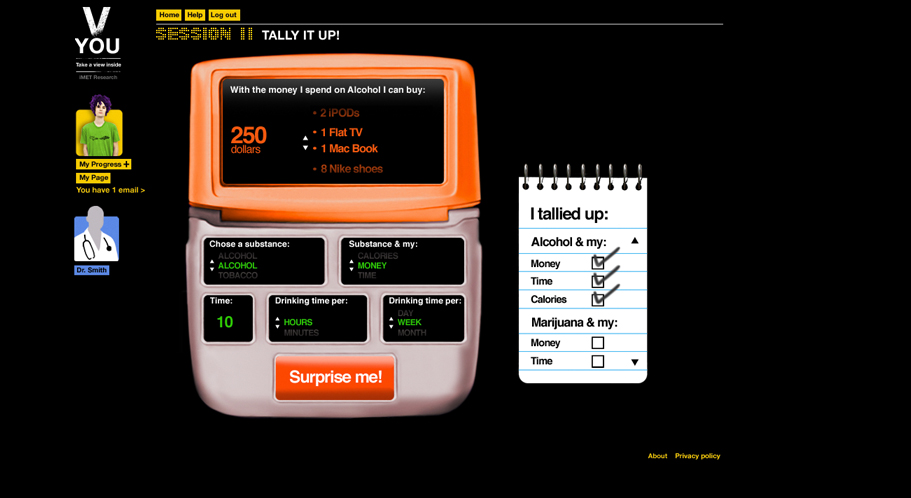 Home Help Log out
SESSION II TALLY IT UP!
V
YOU
Take a view inside
iMET Research
My Progress +
My Page
You have 1 email >
Dr. Smith
With the money I spend on Alcohol I can buy:
250
dollars
• 2 iPODs
• 1 Flat TV
• 1 Mac Book
• 8 Nike shoes
Chose a substance:
ALCOHOL
ALCOHOL
TOBACCO
Substance & my:
CALORIES
MONEY
TIME
Time:
10
Drinking time per:
HOURS
MINUTES
Drinking time per:
DAY
WEEK
MONTH
Surprise me!
I tallied up:
Alcohol & my:
Money
Time
Calories
Marijuana & my:
Money
Time
About Privacy policy